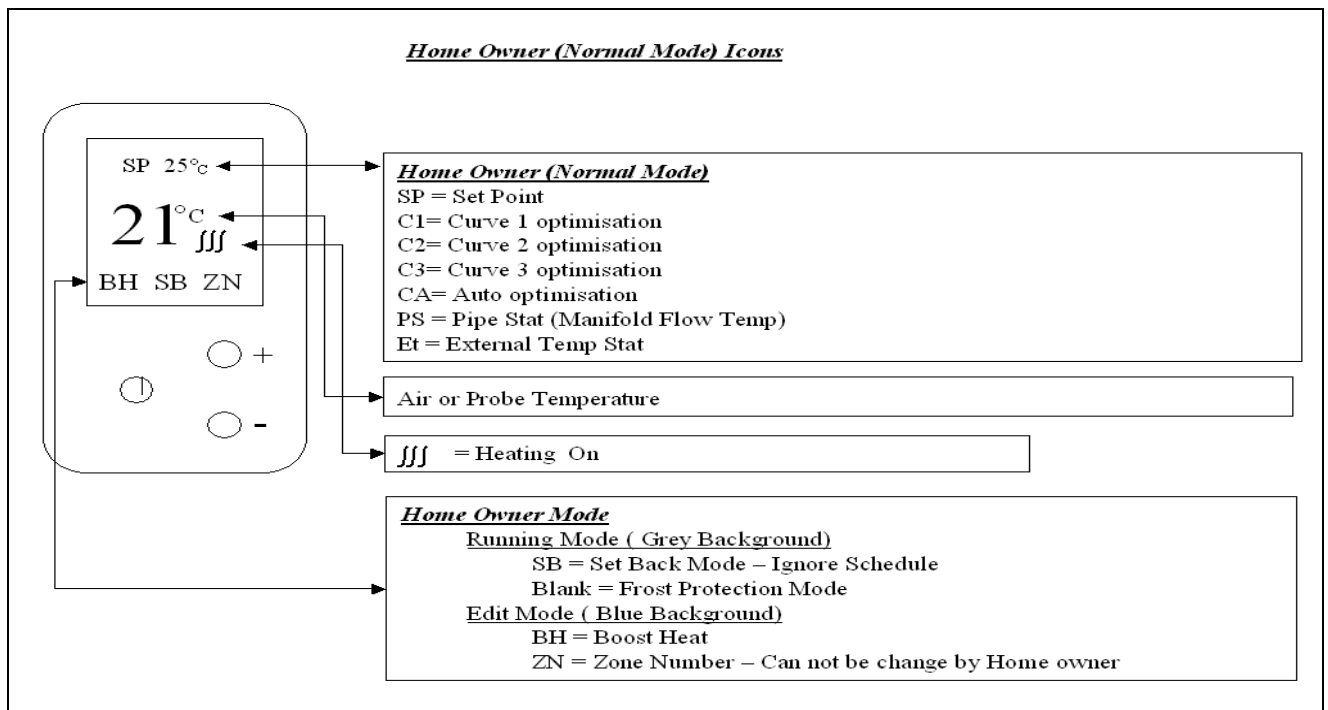 Home Owner (Normal Mode) Icons
SP 25°C
21°C ∫∫∫
BH SB ZN
+
-
Home Owner (Normal Mode)
SP = Set Point
C1= Curve 1 optimisation
C2= Curve 2 optimisation
C3= Curve 3 optimisation
CA= Auto optimisation
PS = Pipe Stat (Manifold Flow Temp)
Et = External Temp Stat
Air or Probe Temperature
∫∫∫ = Heating On
Home Owner Mode
Running Mode ( Grey Background)
SB = Set Back Mode – Ignore Schedule
Blank = Frost Protection Mode
Edit Mode ( Blue Background)
BH = Boost Heat
ZN = Zone Number – Can not be change by Home owner